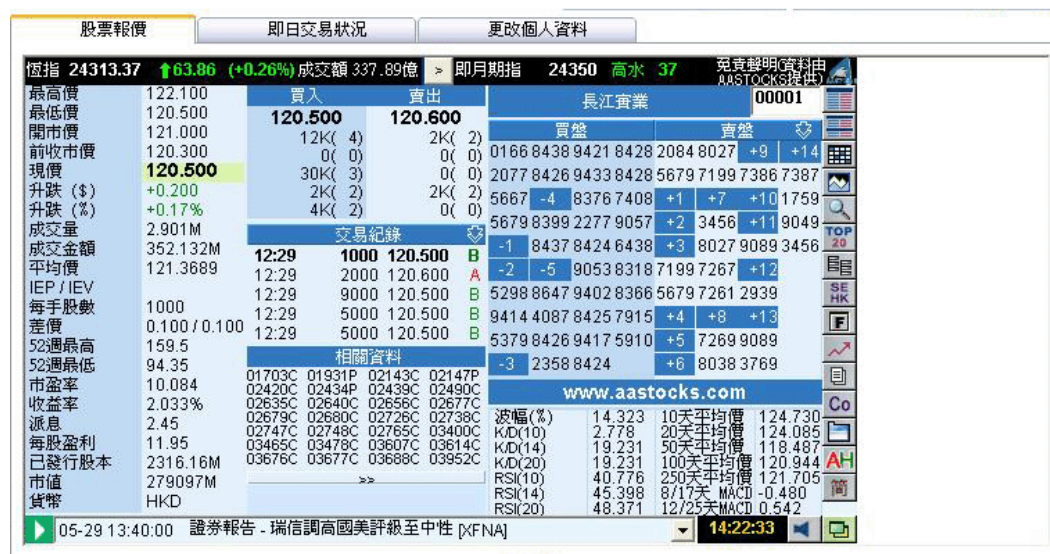 股票報價 即日交易狀況 更改個人資料
恆指 24313.37 63.86 (+0.26%) 成交額 337.89億 > 即月期指 24350 高水 37 免責聲明(資料由AASTOCKS提供)
最高價 122.100
最低價 120.500
開市價 121.000
前收市價 120.300
現價 120.500
升跌 ($) +0.200
升跌 (%) +0.17%
成交量 2.901M
成交金額 352.132M
平均價 121.3689
IEP / IEV
每手股數 1000
差價 0.100 / 0.100
52週最高 159.5
52週最低 94.35
市盈率 10.084
收益率 2.033%
派息 2.45
每股盈利 11.95
已發行股本 2316.16M
市值 279097M
貨幣 HKD
買入 賣出
120.500 120.600
12K( 4) 2K( 2)
0( 0) 0( 0)
30K( 3) 0( 0)
2K( 2) 2K( 2)
4K( 2) 0( 0)
交易紀錄
12:29 1000 120.500 B
12:29 2000 120.600 A
12:29 9000 120.500 B
12:29 5000 120.500 B
12:29 5000 120.500 B
相關資料
01703C 01931P 02143C 02147P
02420C 02434P 02439C 02490C
02635C 02640C 02656C 02677C
02679C 02680C 02726C 02738C
02747C 02748C 02765C 03400C
03465C 03478C 03607C 03614C
03676C 03677C 03688C 03952C
>>
長江實業 00001
買盤 賣盤
0166 8438 9421 8428 2084 8027 +9 +14
2077 8426 9433 8428 5679 7199 7386 7387
5667 -4 8376 7408 +1 +7 +10 1759
5679 8399 2277 9057 +2 3456 +11 9049
-1 8437 8424 6438 +3 8027 9089 3456
-2 -5 9053 8318 7199 7267 +12
5298 8647 9402 8366 5679 7261 2939
9414 4087 8425 7915 +4 +8 +13
5379 8426 9417 5910 +5 7269 9089
-3 2358 8424 +6 8038 3769
www.aastocks.com
波幅(%) 14.323 10天平均價 124.730
K/D(10) 2.778 20天平均價 124.085
K/D(14) 19.231 50天平均價 118.487
K/D(20) 19.231 100天平均價 120.944
RSI(10) 40.776 250天平均價 121.705
RSI(14) 45.398 8/17天 MACD -0.480
RSI(20) 48.371 12/25天MACD 0.542
TOP 20
SE HK
F
Co
AH
簡
05-29 13:40:00 證券報告 - 瑞信調高國美評級至中性 [XFNA] 14:22:33